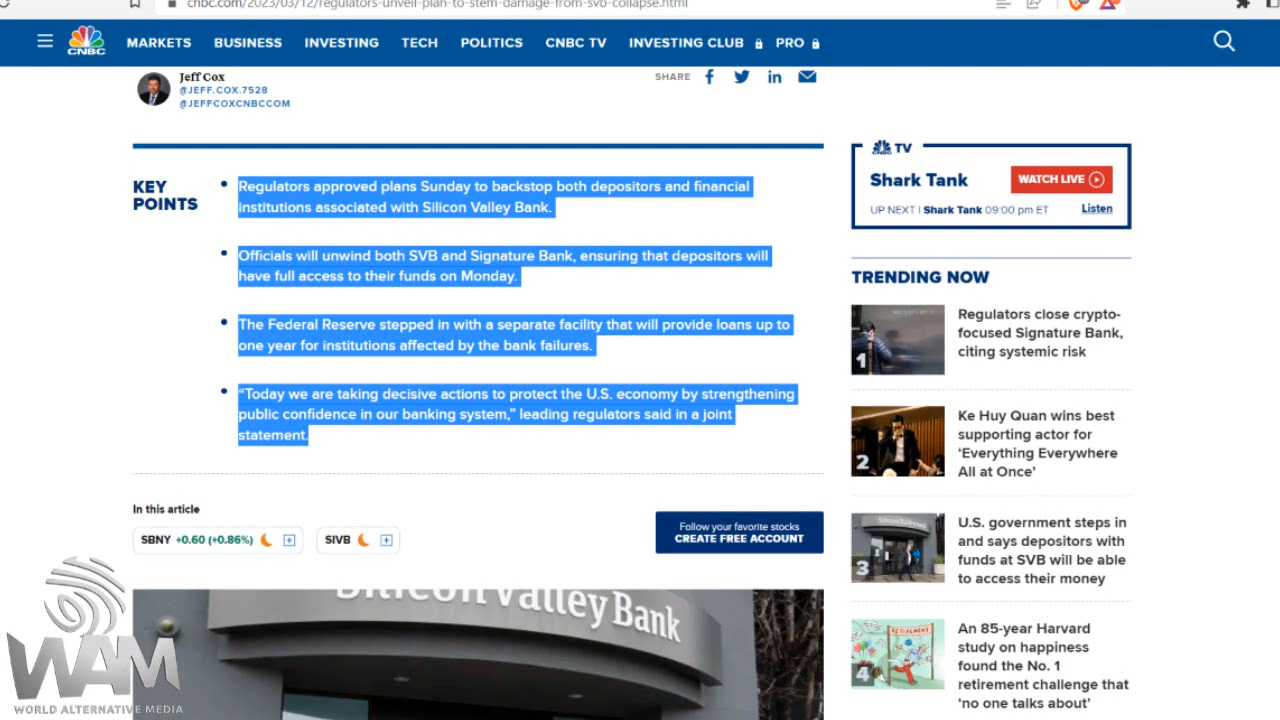 cnbc.com/2023/03/12/regulators-unveil-plan-to-stem-damage-from-svb-collapse.html
CNBC
MARKETS BUSINESS INVESTING TECH POLITICS CNBC TV INVESTING CLUB PRO
Jeff Cox
@JEFF.COX.7528
@JEFFCOXCNBCCOM
SHARE
KEY
POINTS
Regulators approved plans Sunday to backstop both depositors and financial
institutions associated with Silicon Valley Bank.
Officials will unwind both SVB and Signature Bank, ensuring that depositors will
have full access to their funds on Monday.
The Federal Reserve stepped in with a separate facility that will provide loans up to
one year for institutions affected by the bank failures.
“Today we are taking decisive actions to protect the U.S. economy by strengthening
public confidence in our banking system,” leading regulators said in a joint
statement.
In this article
SBNY +0.60 (+0.86%)
SIVB
Follow your favorite stocks
CREATE FREE ACCOUNT
Silicon Valley Bank
CNBC TV
Shark Tank
WATCH LIVE
UP NEXT | Shark Tank 09:00 pm ET
Listen
TRENDING NOW
1
Regulators close crypto-
focused Signature Bank,
citing systemic risk
2
Ke Huy Quan wins best
supporting actor for
‘Everything Everywhere
All at Once’
Silicon Valley Bank
3
U.S. government steps in
and says depositors with
funds at SVB will be able
to access their money
RETIREMENT
4
An 85-year Harvard
study on happiness
found the No. 1
retirement challenge that
‘no one talks about’
WAM
WORLD ALTERNATIVE MEDIA